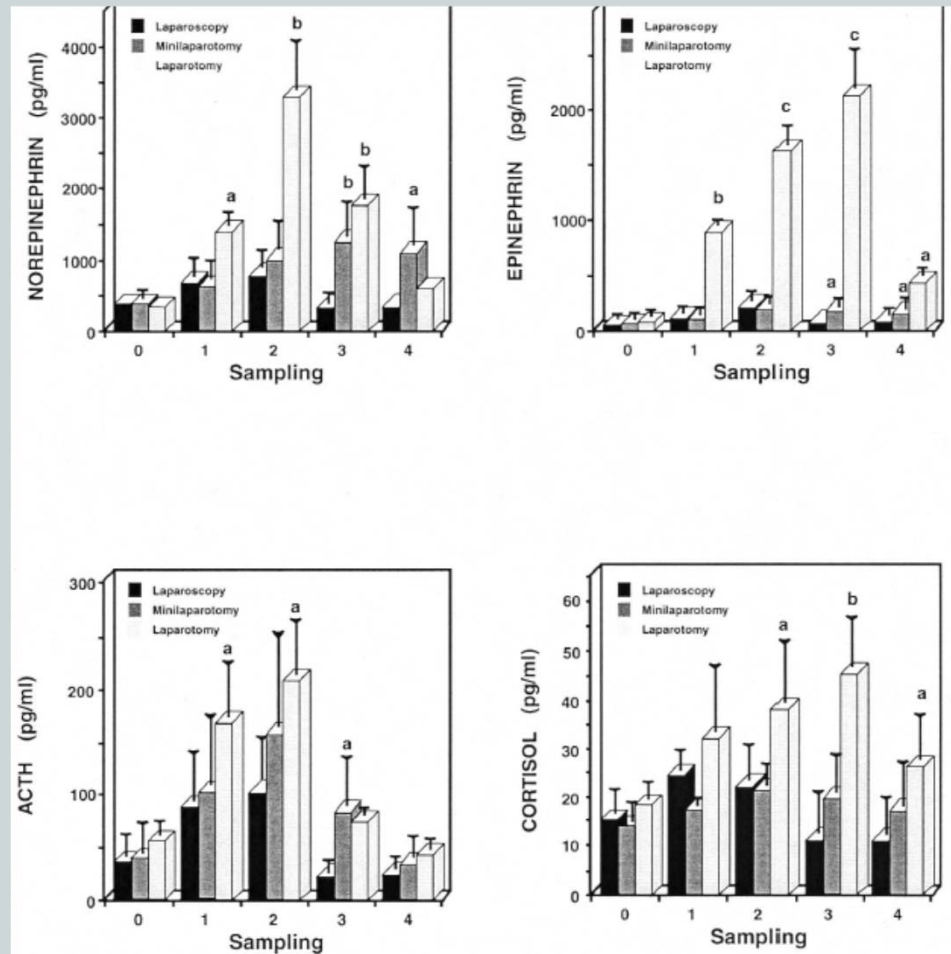 Laparoscopy
Minilaparotomy
Laparotomy
NOREPINEPHRIN (pg/ml)
4000
3000
2000
1000
0
a
b
b
b
a
0 1 2 3 4
Sampling
Laparoscopy
Minilaparotomy
Laparotomy
EPINEPHRIN (pg/ml)
2000
1000
0
b
c
a
c
a
a
0 1 2 3 4
Sampling
Laparoscopy
Minilaparotomy
Laparotomy
ACTH (pg/ml)
300
200
100
0
a
a
a
0 1 2 3 4
Sampling
Laparoscopy
Minilaparotomy
Laparotomy
CORTISOL (pg/ml)
60
50
40
30
20
10
0
a
b
a
0 1 2 3 4
Sampling